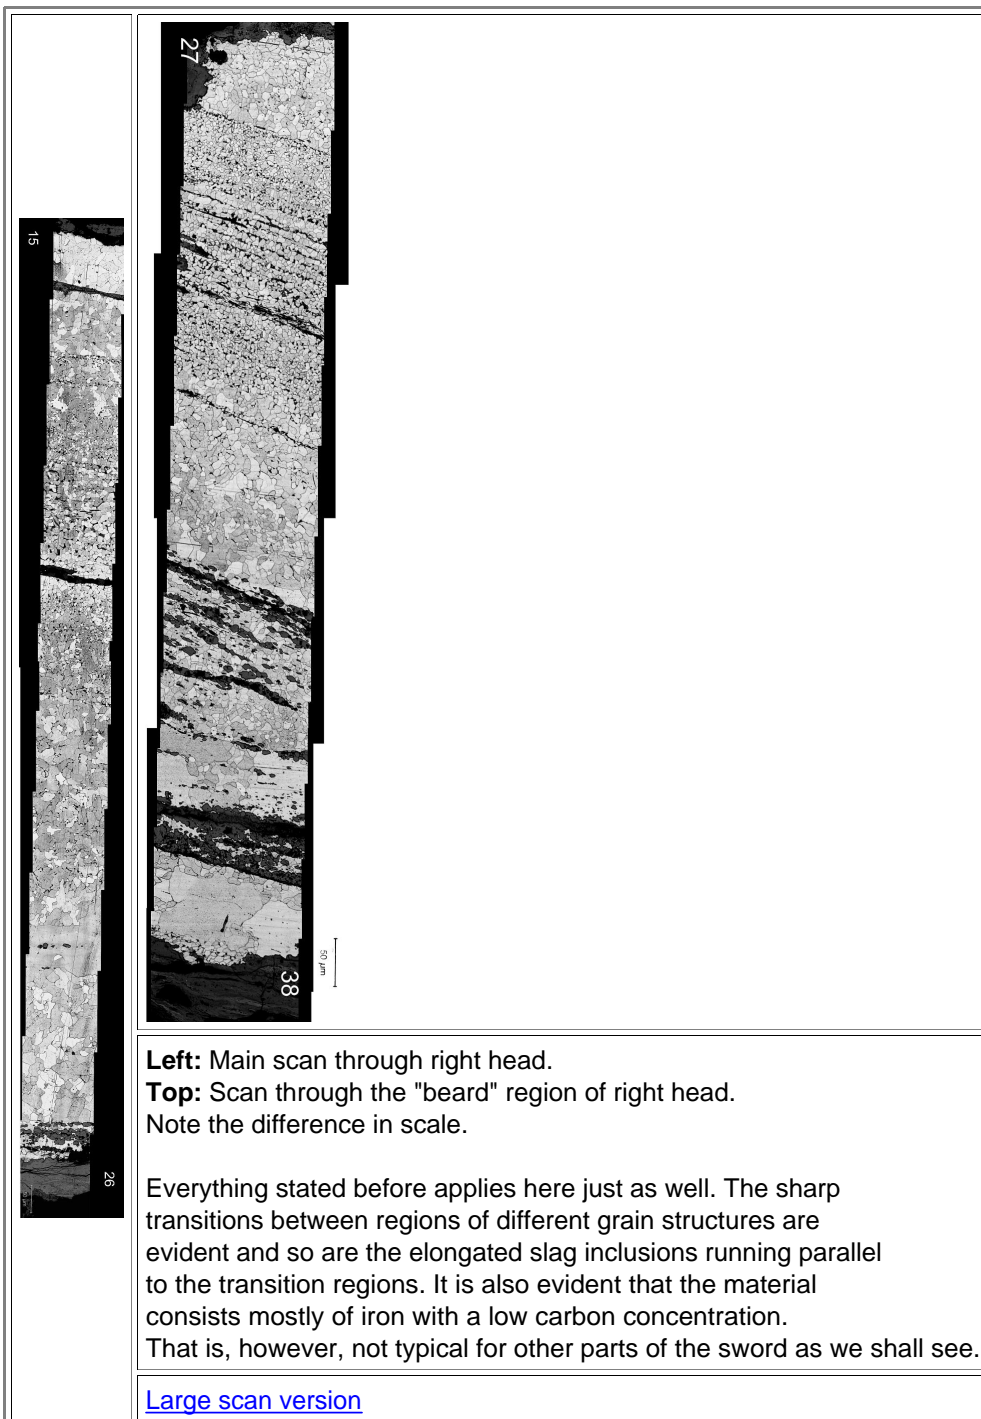 27
15
38
50 µm
26
Left: Main scan through right head.
Top: Scan through the "beard" region of right head.
Note the difference in scale.
Everything stated before applies here just as well. The sharp
transitions between regions of different grain structures are
evident and so are the elongated slag inclusions running parallel
to the transition regions. It is also evident that the material
consists mostly of iron with a low carbon concentration.
That is, however, not typical for other parts of the sword as we shall see.
Large scan version